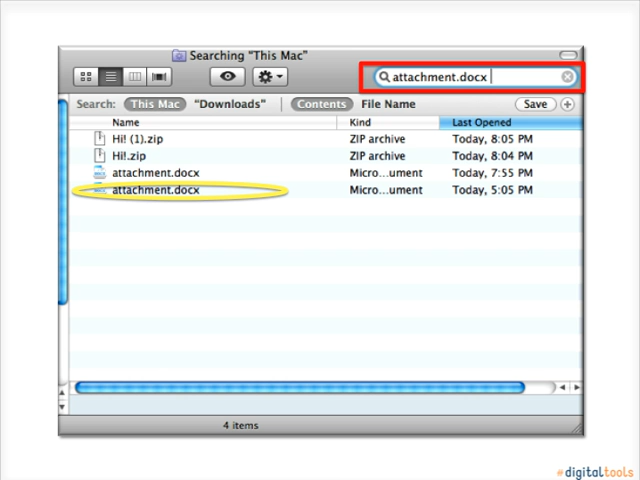 Searching "This Mac"
attachment.docx
Search: This Mac "Downloads" Contents File Name Save
Name Kind Last Opened
Hi! (1).zip ZIP archive Today, 8:05 PM
Hi!.zip ZIP archive Today, 8:04 PM
attachment.docx Micro...ument Today, 7:55 PM
attachment.docx Micro...ument Today, 5:05 PM
4 items
#digitaltools